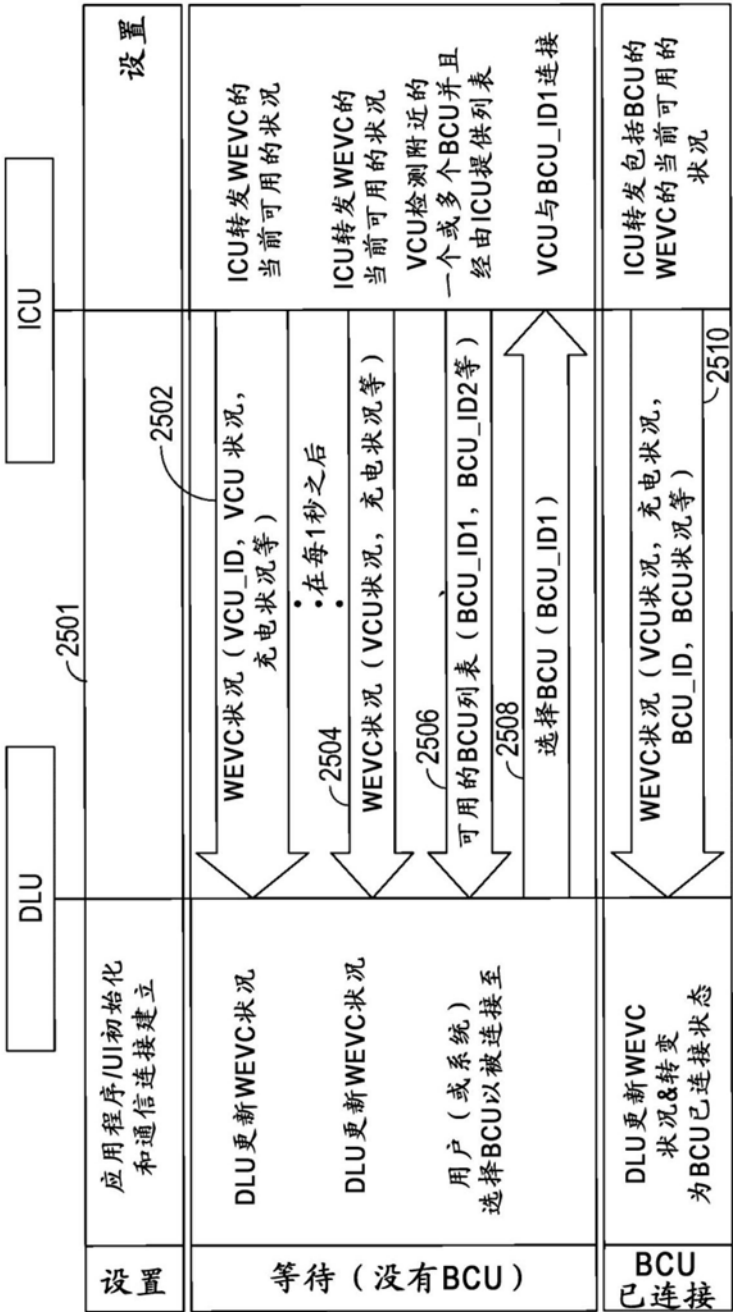 DLU
ICU
2501
设置
应用程序/UI初始化
和通信连接建立
设置
等待（没有BCU）
DLU更新WEVC状况
2502
WEVC状况（VCU_ID，VCU 状况，
充电状况等）
ICU转发WEVC的
当前可用的状况
在每1秒之后
DLU更新WEVC状况
2504
WEVC状况（VCU状况，充电状况等）
ICU转发WEVC的
当前可用的状况
用户（或系统）
选择BCU以被连接至
2506
可用的BCU列表（BCU_ID1，BCU_ID2等）
VCU检测附近的
一个或多个BCU并且
经由ICU提供列表
2508
选择BCU（BCU_ID1）
VCU与BCU_ID1连接
BCU
已连接
DLU更新WEVC
状况&转变
为BCU已连接状态
WEVC状况（VCU状况，充电状况，
BCU_ID，BCU状况等）
2510
ICU转发包括BCU的
WEVC的当前可用的
状况